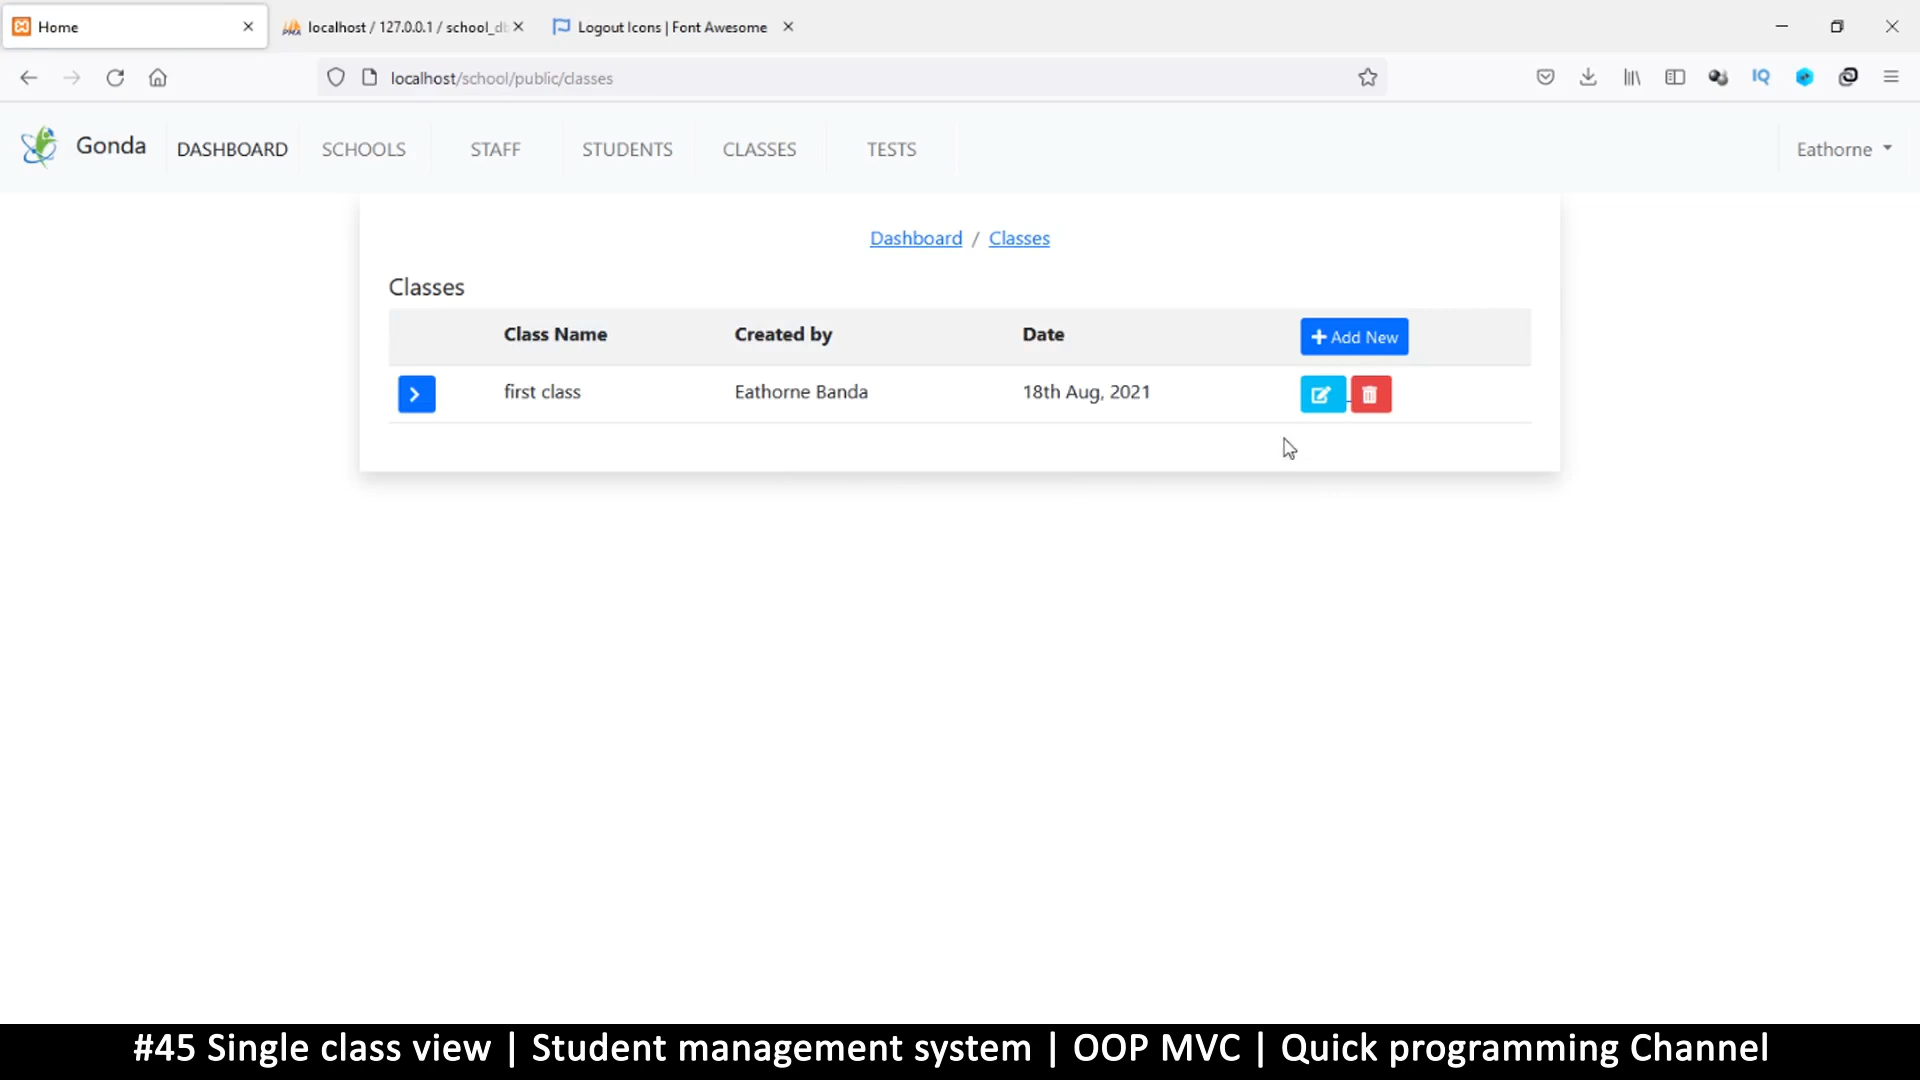 Home
localhost / 127.0.0.1 / school_db
Logout Icons | Font Awesome
localhost/school/public/classes
IQ
Gonda
DASHBOARD
SCHOOLS
STAFF
STUDENTS
CLASSES
TESTS
Eathorne
Dashboard / Classes
Classes
Class Name Created by Date Add New
first class Eathorne Banda 18th Aug, 2021
#45 Single class view | Student management system | OOP MVC | Quick programming Channel